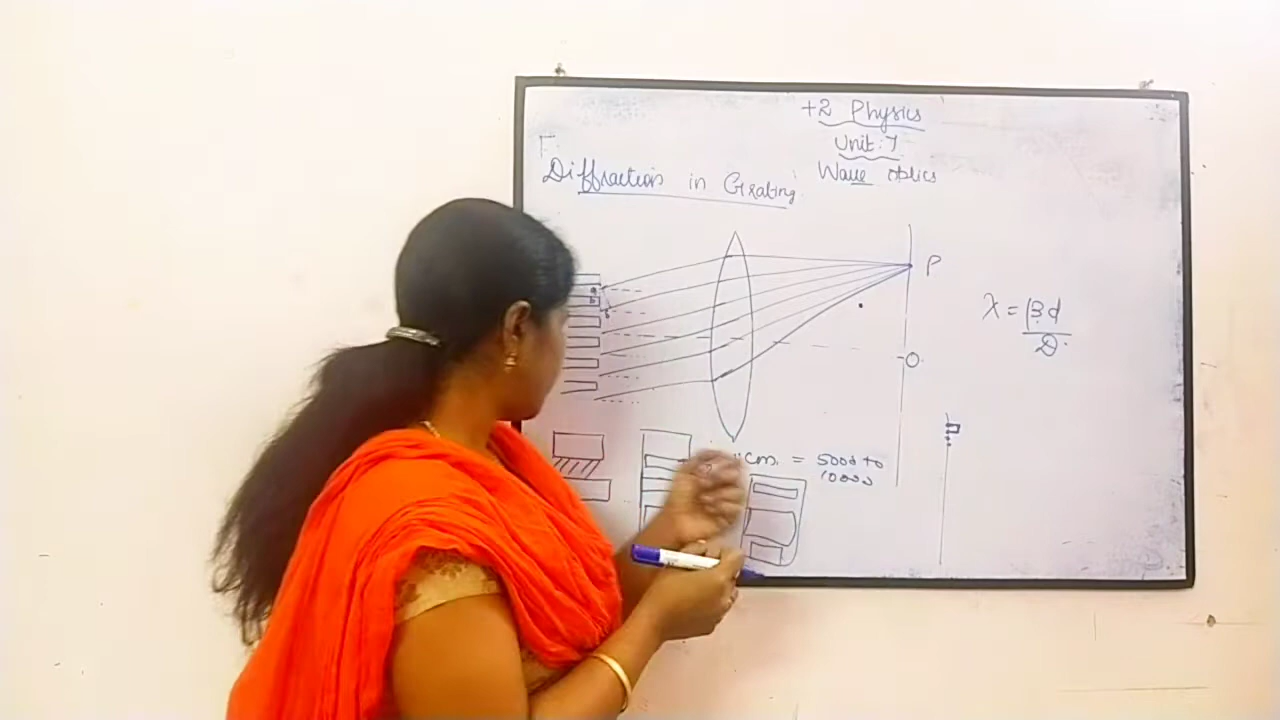 +2 Physics
Unit: 7
Wave optics
Diffraction in Grating
a
b
P
O
λ = βd
D
cm. = 5000 to
10000